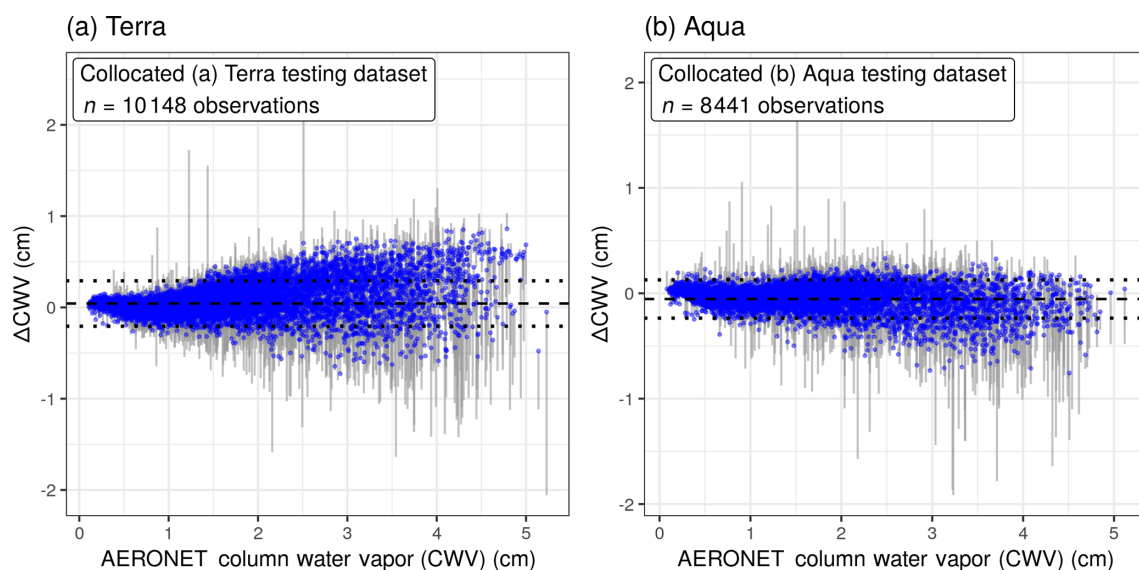 (a) Terra
Collocated (a) Terra testing dataset
n = 10 148 observations
2
1
0
-1
-2
ΔCWV (cm)
0 1 2 3 4 5
AERONET column water vapor (CWV) (cm)
(b) Aqua
Collocated (b) Aqua testing dataset
n = 8 441 observations
2
1
0
-1
-2
ΔCWV (cm)
0 1 2 3 4 5
AERONET column water vapor (CWV) (cm)